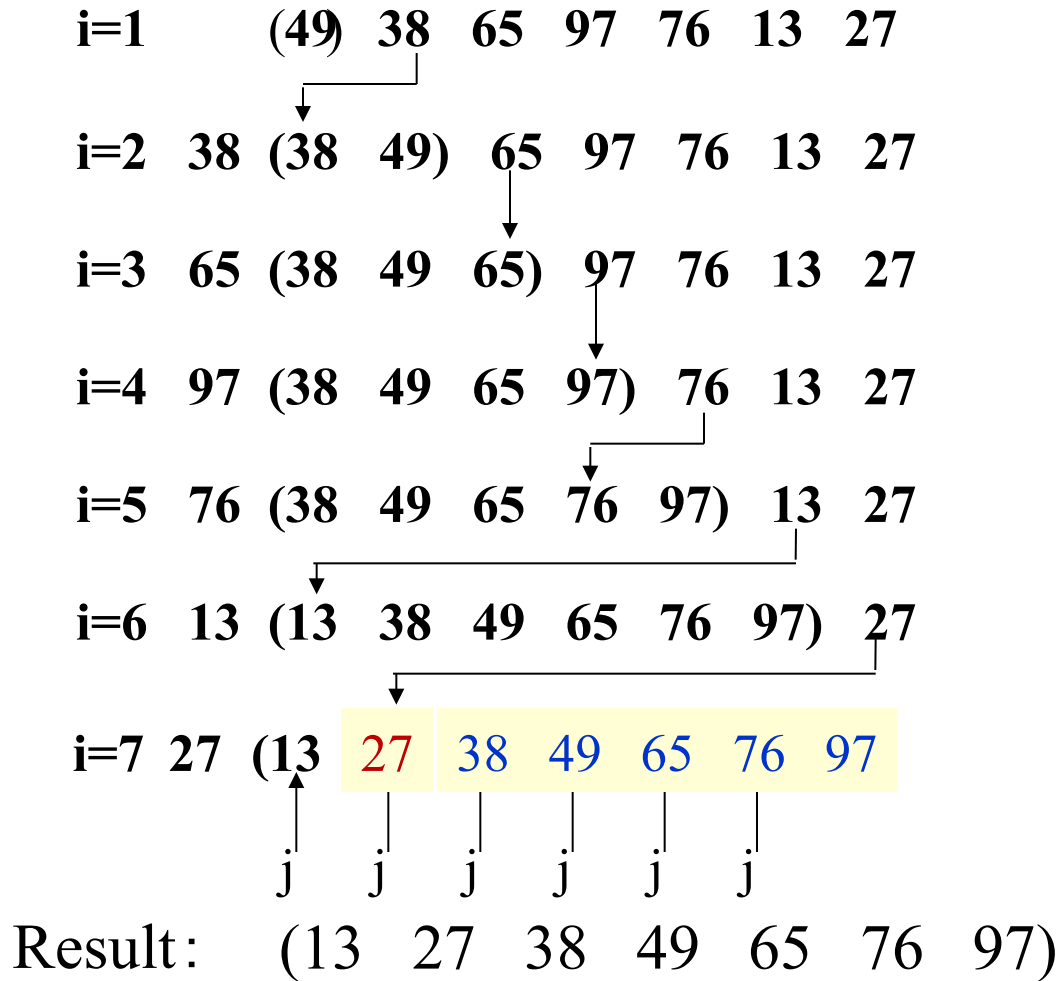 i=1 (49) 38 65 97 76 13 27
i=2 38 (38 49) 65 97 76 13 27
i=3 65 (38 49 65) 97 76 13 27
i=4 97 (38 49 65 97) 76 13 27
i=5 76 (38 49 65 76 97) 13 27
i=6 13 (13 38 49 65 76 97) 27
i=7 27 (13 27 38 49 65 76 97
j j j j j j
Result: (13 27 38 49 65 76 97)